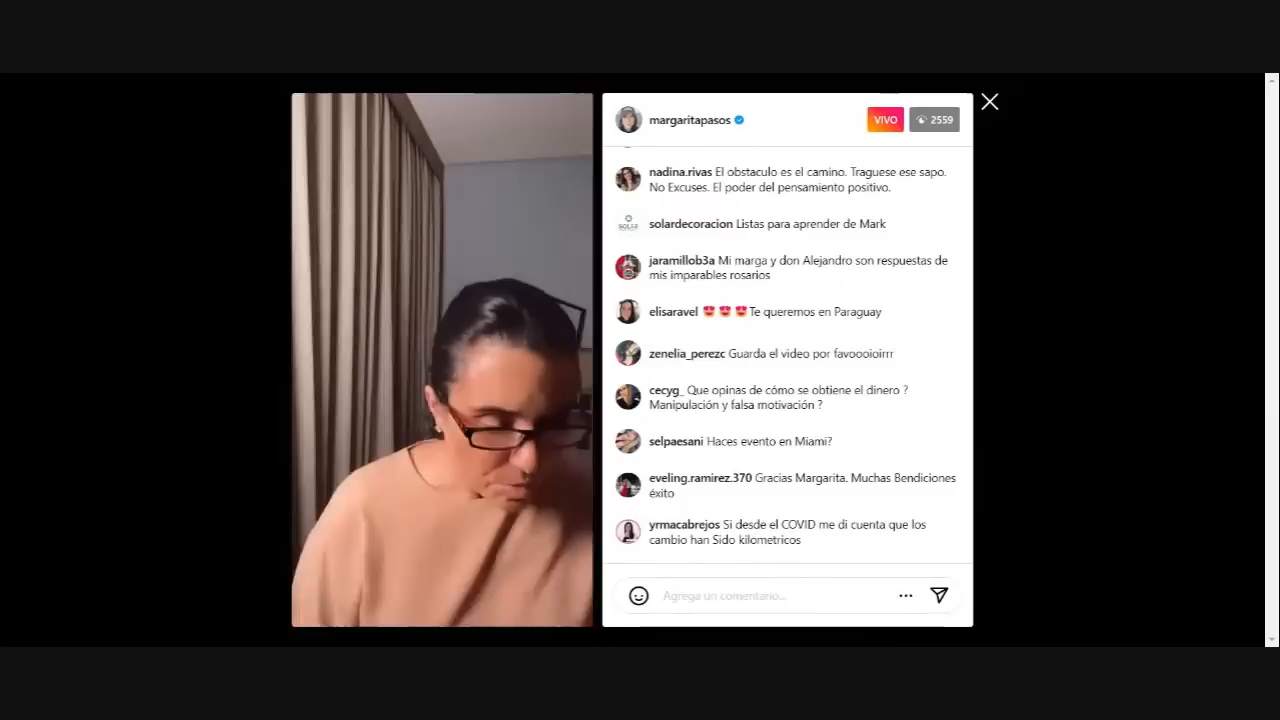 margaritapasos
VIVO
2559
nadina.rivas El obstaculo es el camino. Traguese ese sapo.
No Excuses. El poder del pensamiento positivo.
solardecoracion Listas para aprender de Mark
jaramillob3a Mi marga y don Alejandro son respuestas de
mis imparables rosarios
elisaravel 😍 😍 😍Te queremos en Paraguay
zenelia_perezc Guarda el video por favoooioirrr
cecyg_ Que opinas de cómo se obtiene el dinero ?
Manipulación y falsa motivación ?
selpaesani Haces evento en Miami?
eveling.ramirez.370 Gracias Margarita. Muchas Bendiciones
éxito
yrmacabrejos Si desde el COVID me di cuenta que los
cambio han Sido kilometricos
Agrega un comentario...